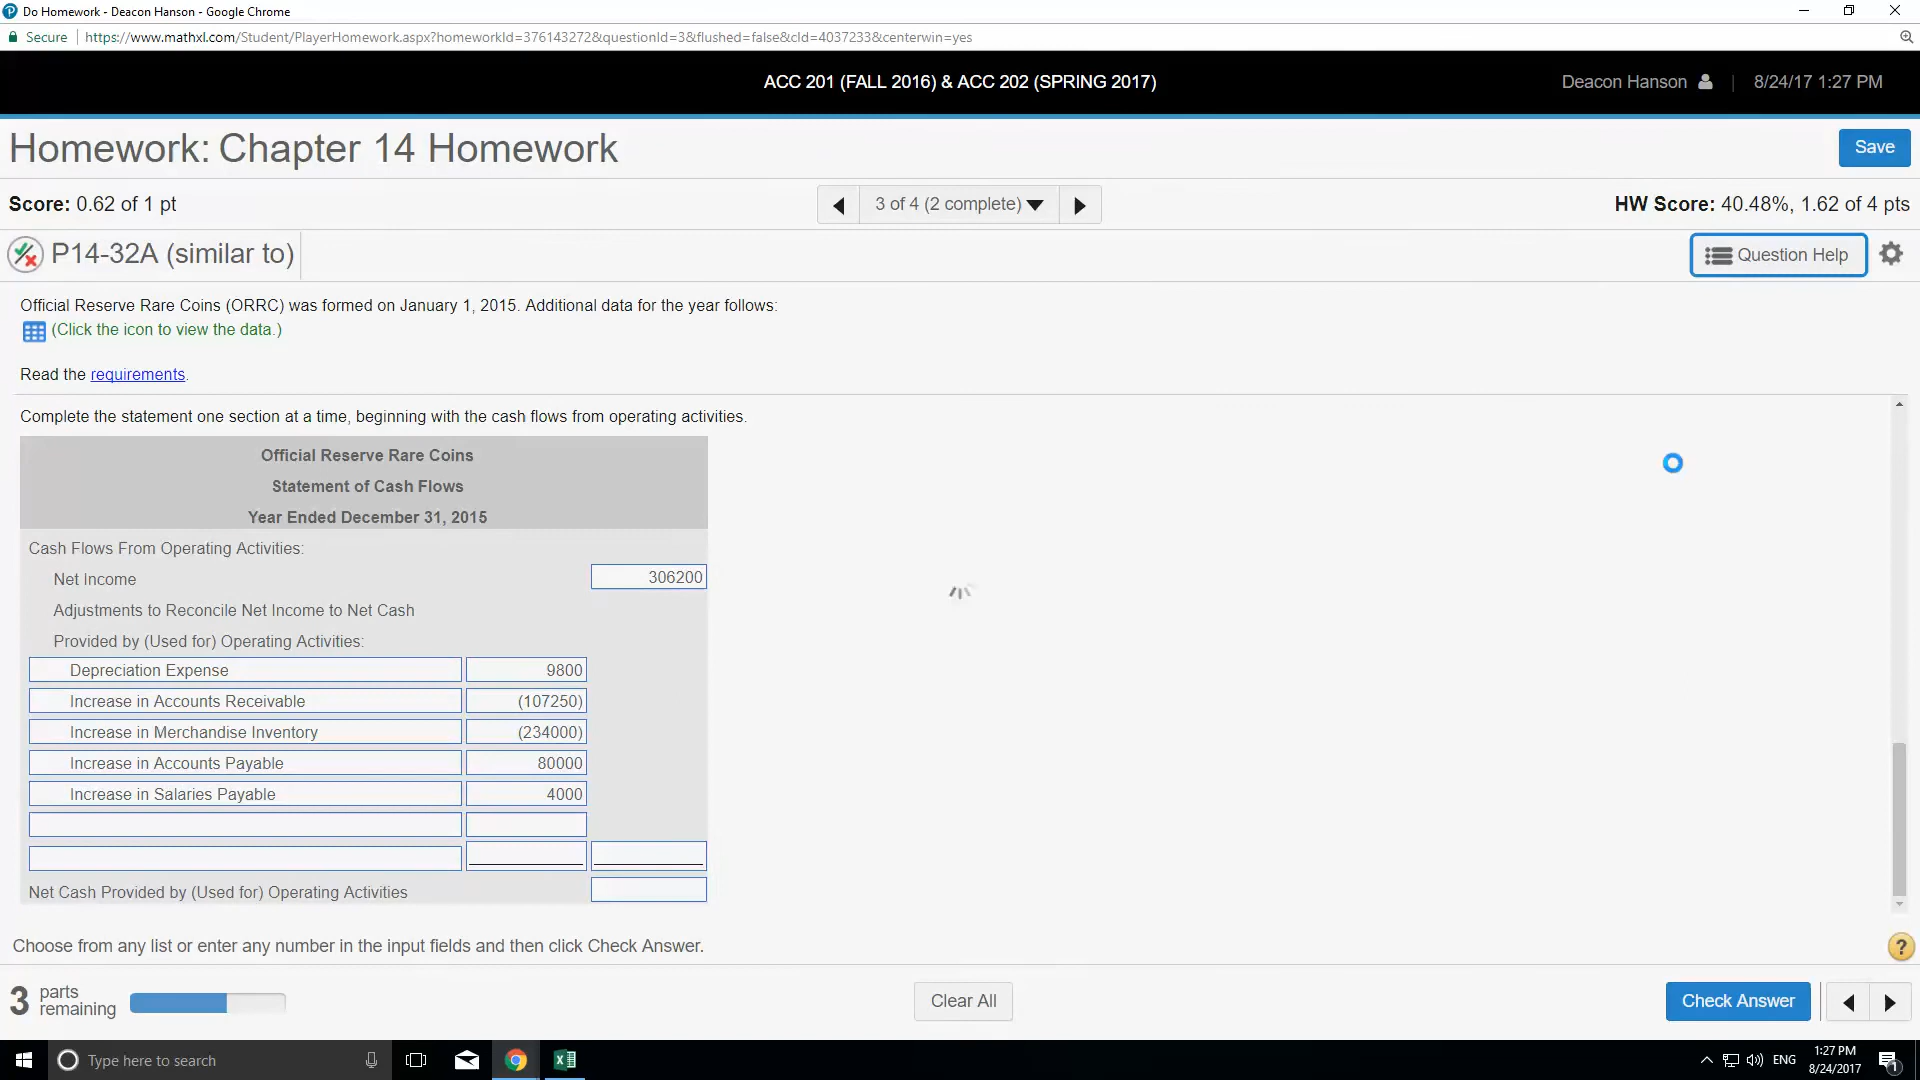 Do Homework - Deacon Hanson - Google Chrome
Secure | https://www.mathxl.com/Student/PlayerHomework.aspx?homeworkId=376143272&questionId=3&flushed=false&cId=4037233&centerwin=yes
ACC 201 (FALL 2016) & ACC 202 (SPRING 2017)
Deacon Hanson | 8/24/17 1:27 PM
Homework: Chapter 14 Homework
Save
Score: 0.62 of 1 pt
3 of 4 (2 complete)
HW Score: 40.48%, 1.62 of 4 pts
P14-32A (similar to)
Question Help
Official Reserve Rare Coins (ORRC) was formed on January 1, 2015. Additional data for the year follows:
(Click the icon to view the data.)
Read the requirements.
Complete the statement one section at a time, beginning with the cash flows from operating activities.
Official Reserve Rare Coins
Statement of Cash Flows
Year Ended December 31, 2015
Cash Flows From Operating Activities:
Net Income 306200
Adjustments to Reconcile Net Income to Net Cash
Provided by (Used for) Operating Activities:
Depreciation Expense 9800
Increase in Accounts Receivable (107250)
Increase in Merchandise Inventory (234000)
Increase in Accounts Payable 80000
Increase in Salaries Payable 4000
Net Cash Provided by (Used for) Operating Activities
Choose from any list or enter any number in the input fields and then click Check Answer.
?
3 parts
remaining
Clear All
Check Answer
Type here to search
ENG
1:27 PM
8/24/2017
1